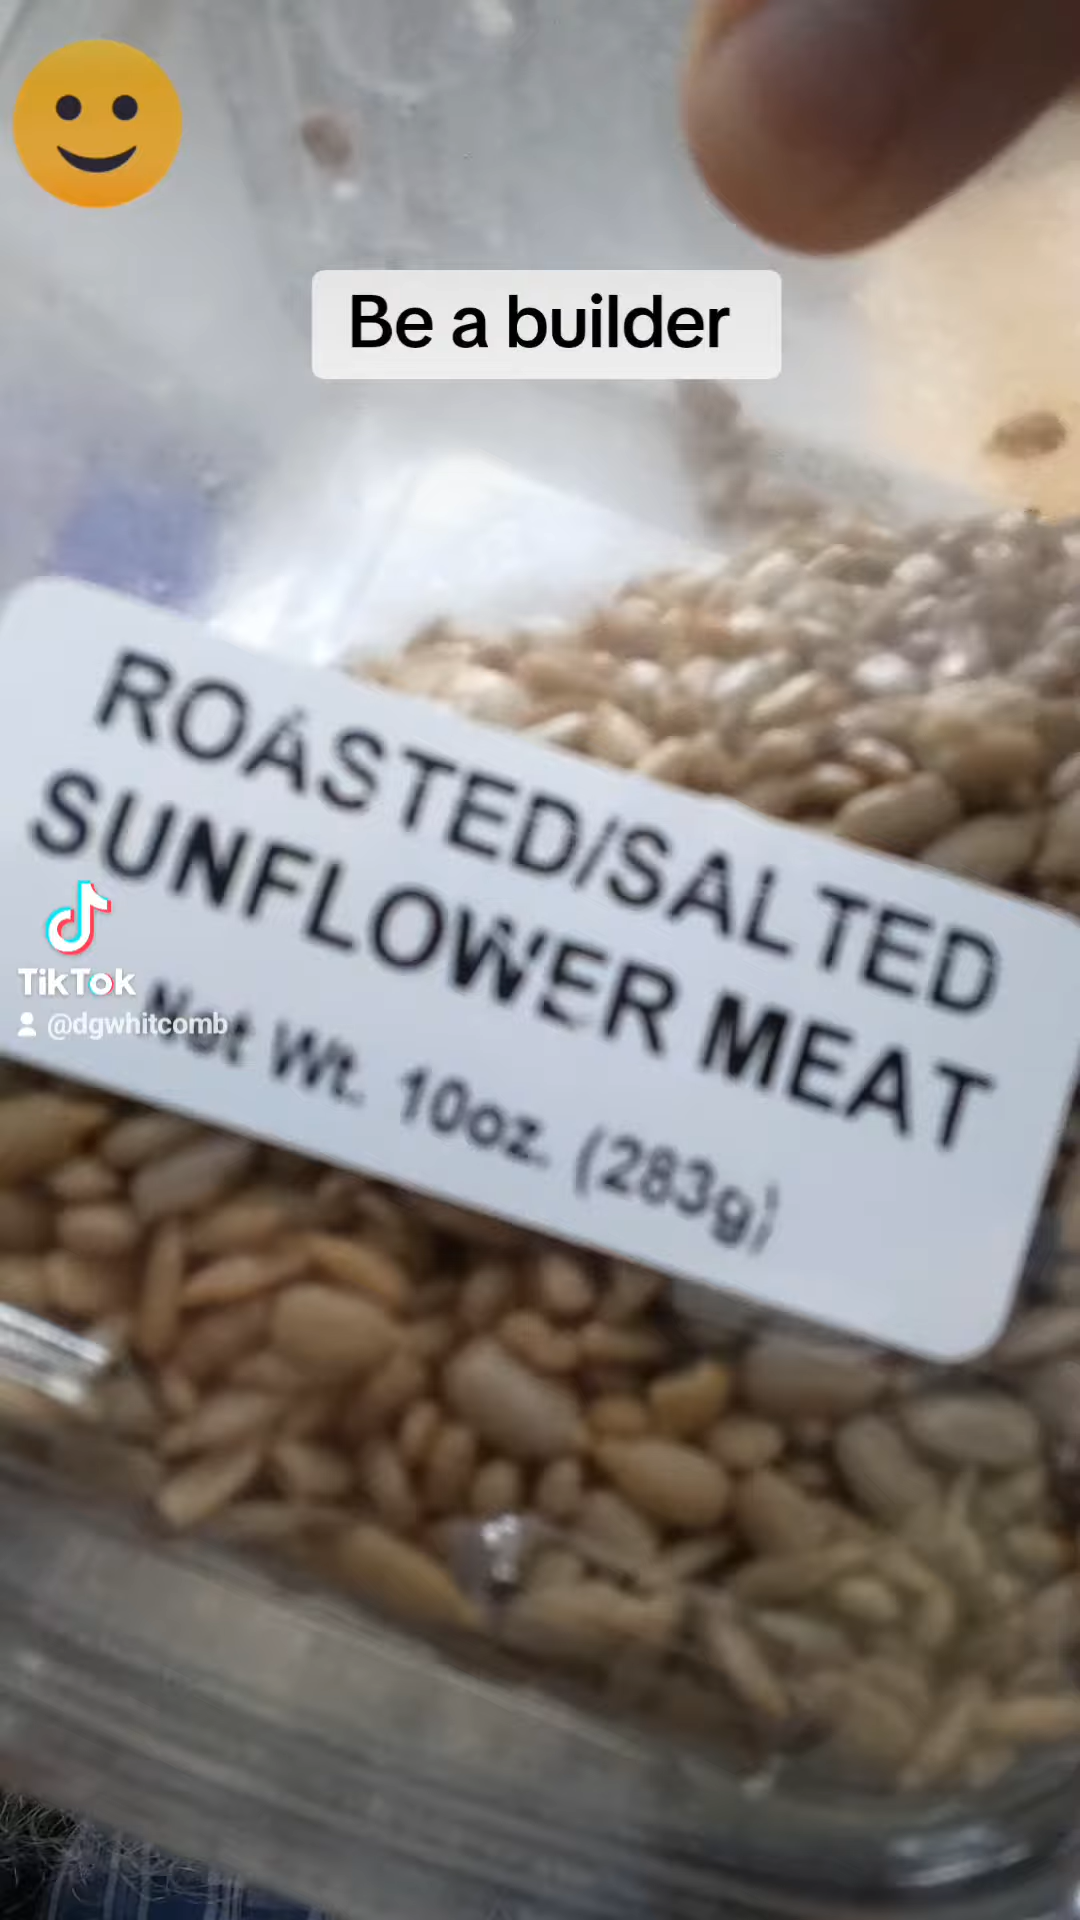 Be a builder
ROASTED/SALTED
SUNFLOWER MEAT
Net Wt. 10oz. (283g)
TikTok
@dgwhitcomb